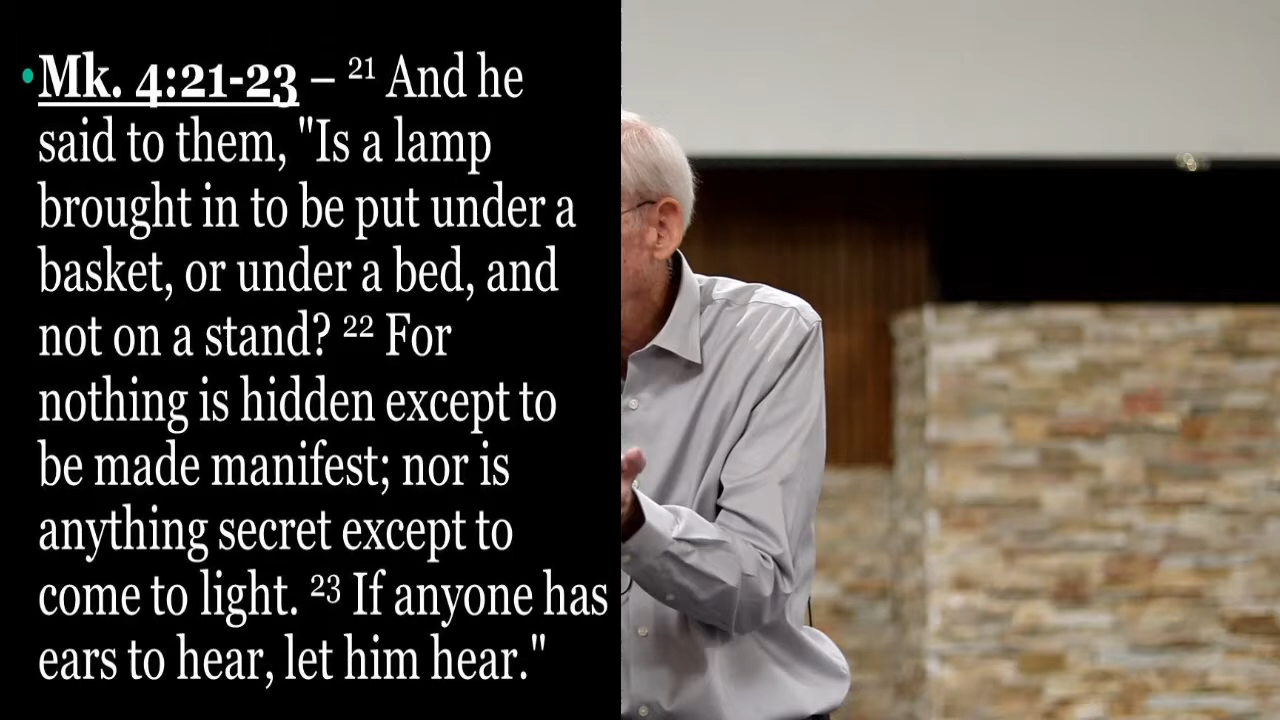 •Mk. 4:21-23 – 21 And he
said to them, "Is a lamp
brought in to be put under a
basket, or under a bed, and
not on a stand? 22 For
nothing is hidden except to
be made manifest; nor is
anything secret except to
come to light. 23 If anyone has
ears to hear, let him hear."